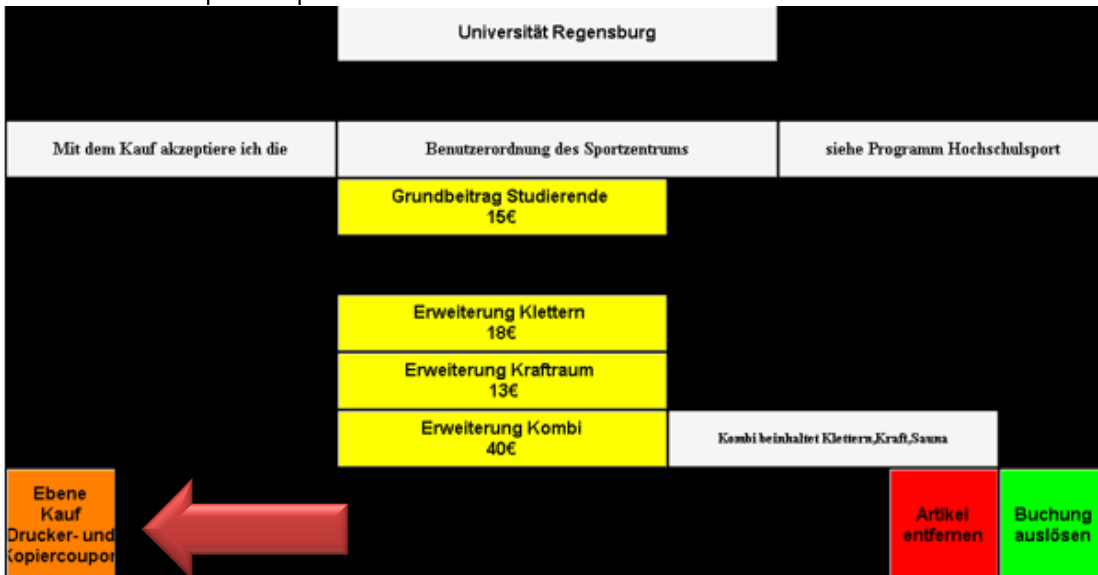 Universität Regensburg
Mit dem Kauf akzeptiere ich die
Benutzerordnung des Sportzentrums
siehe Programm Hochschulsport
Grundbeitrag Studierende
15€
Erweiterung Klettern
18€
Erweiterung Kraftraum
13€
Erweiterung Kombi
40€
Kombi beinhaltet Klettern,Kraft,Sauna
Ebene
Kauf
Drucker- und
Kopiercoupon
Artikel
entfernen
Buchung
auslösen